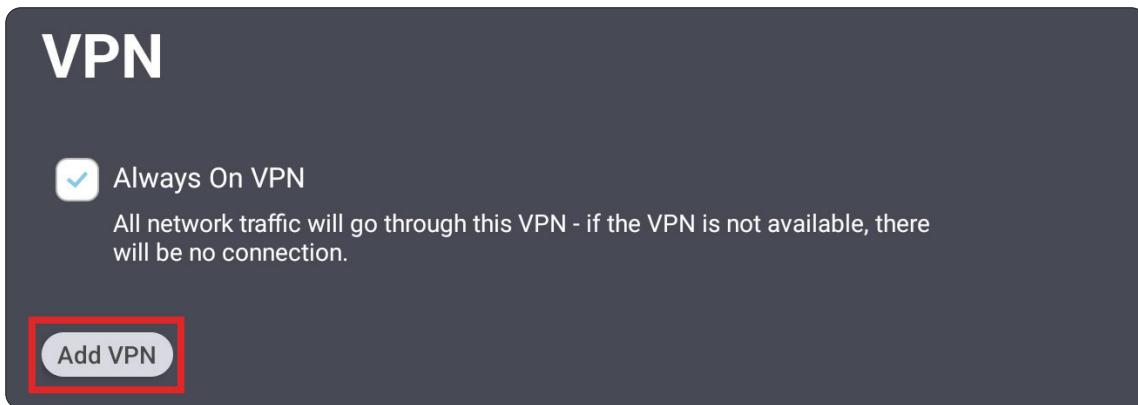 VPN
Always On VPN
All network traffic will go through this VPN - if the VPN is not available, there
will be no connection.
Add VPN